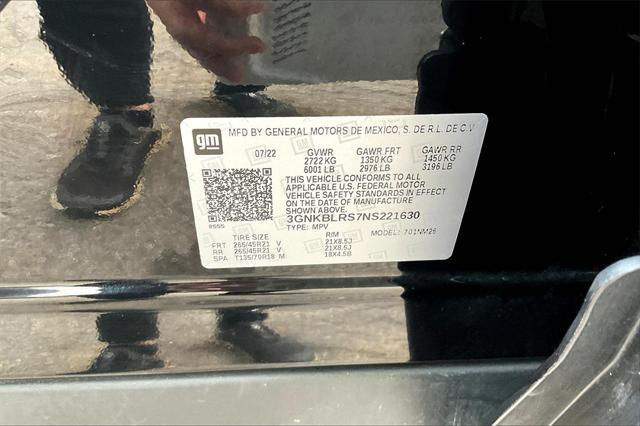 gm MFD BY GENERAL MOTORS DE MEXICO, S. DE R.L. DE C.V
07/22 GVWR GAWR FRT GAWR RR
2722 KG 1350 KG 1450 KG
6001 LB 2976 LB 3196 LB
THIS VEHICLE CONFORMS TO ALL
APPLICABLE U.S. FEDERAL MOTOR
VEHICLE SAFETY STANDARDS IN EFFECT
ON THE DATE OF MANUFACTURE
SHOWN ABOVE.
3GNKBLRS7NS221630
TYPE: MPV MODEL: 701NM26
TIRE SIZE RIM
FRT 265/45R21 V 21X8.5J
RR 265/45R21 V 21X8.5J
SPA T135/70R18 M 18X4.5B